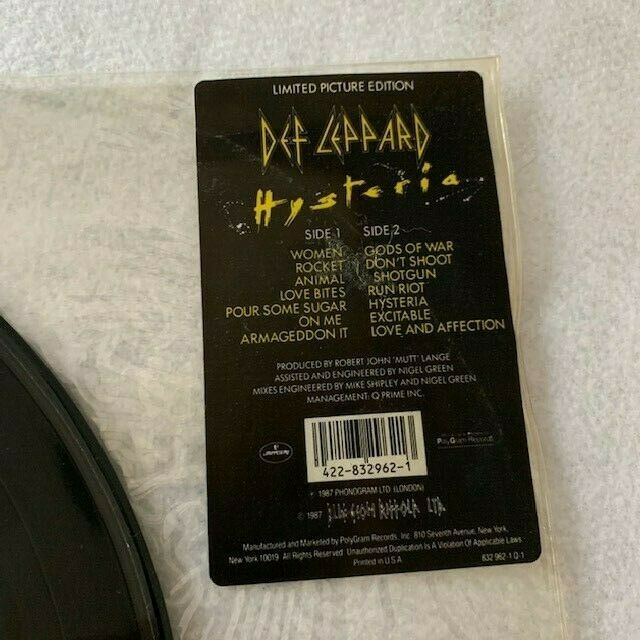 LIMITED PICTURE EDITION
DEF LEPPARD
Hysteria
SIDE 1 SIDE 2
WOMEN GODS OF WAR
ROCKET DON'T SHOOT
ANIMAL SHOTGUN
LOVE BITES RUN RIOT
POUR SOME SUGAR HYSTERIA
ON ME EXCITABLE
ARMAGEDDON IT LOVE AND AFFECTION
PRODUCED BY ROBERT JOHN 'MUTT' LANGE
ASSISTED AND ENGINEERED BY NIGEL GREEN
MIXES ENGINEERED BY MIKE SHIPLEY AND NIGEL GREEN
MANAGEMENT: Q PRIME INC.
PolyGram Records
422-832962-1
℗ 1987 PHONOGRAM LTD. (LONDON)
© 1987
Manufactured and Marketed by PolyGram Records, Inc. 810 Seventh Avenue, New York,
New York 10019 All Rights Reserved Unauthorized Duplication Is A Violation Of Applicable Laws
Printed in U.S.A 832 962 1 Q-1